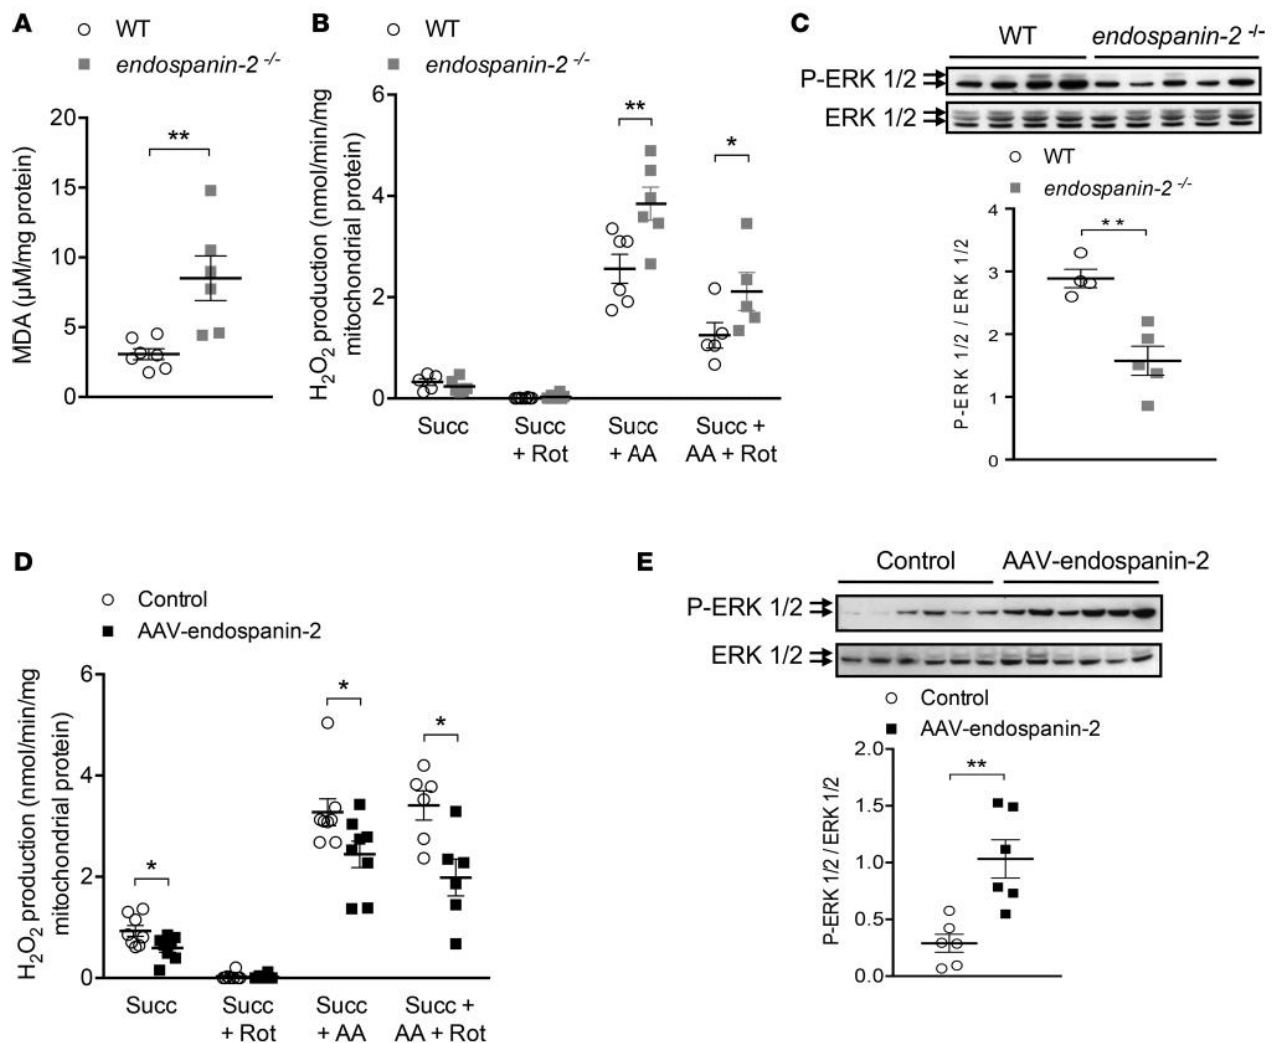 A
WT
endospanin-2 -/-
MDA (µM/mg protein)
20
15
10
5
0
**
B
WT
endospanin-2 -/-
H2O2 production (nmol/min/mg
mitochondrial protein)
6
4
2
0
**
*
Succ
Succ
+ Rot
Succ
+ AA
Succ +
AA + Rot
C
WT
endospanin-2 -/-
P-ERK 1/2
ERK 1/2
WT
endospanin-2 -/-
P-ERK 1/2 / ERK 1/2
4
3
2
1
0
**
D
Control
AAV-endospanin-2
H2O2 production (nmol/min/mg
mitochondrial protein)
6
4
2
0
*
*
*
Succ
Succ
+ Rot
Succ
+ AA
Succ +
AA + Rot
E
Control
AAV-endospanin-2
P-ERK 1/2
ERK 1/2
Control
AAV-endospanin-2
P-ERK 1/2 / ERK 1/2
2.0
1.5
1.0
0.5
0.0
**